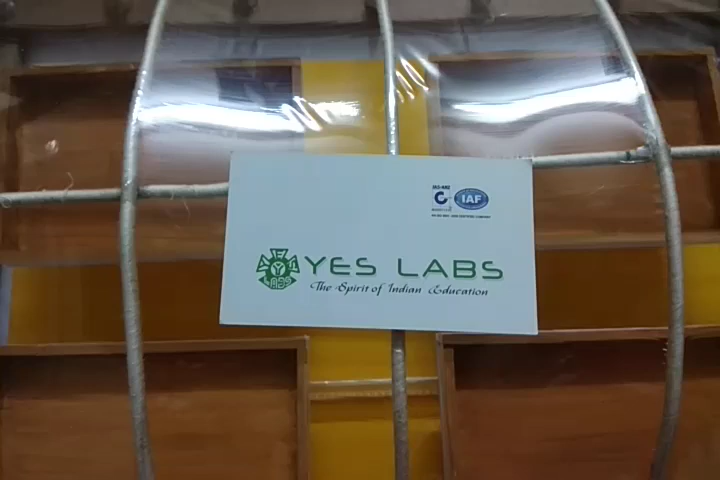 IAF
YES LABS
The Spirit of Indian Education